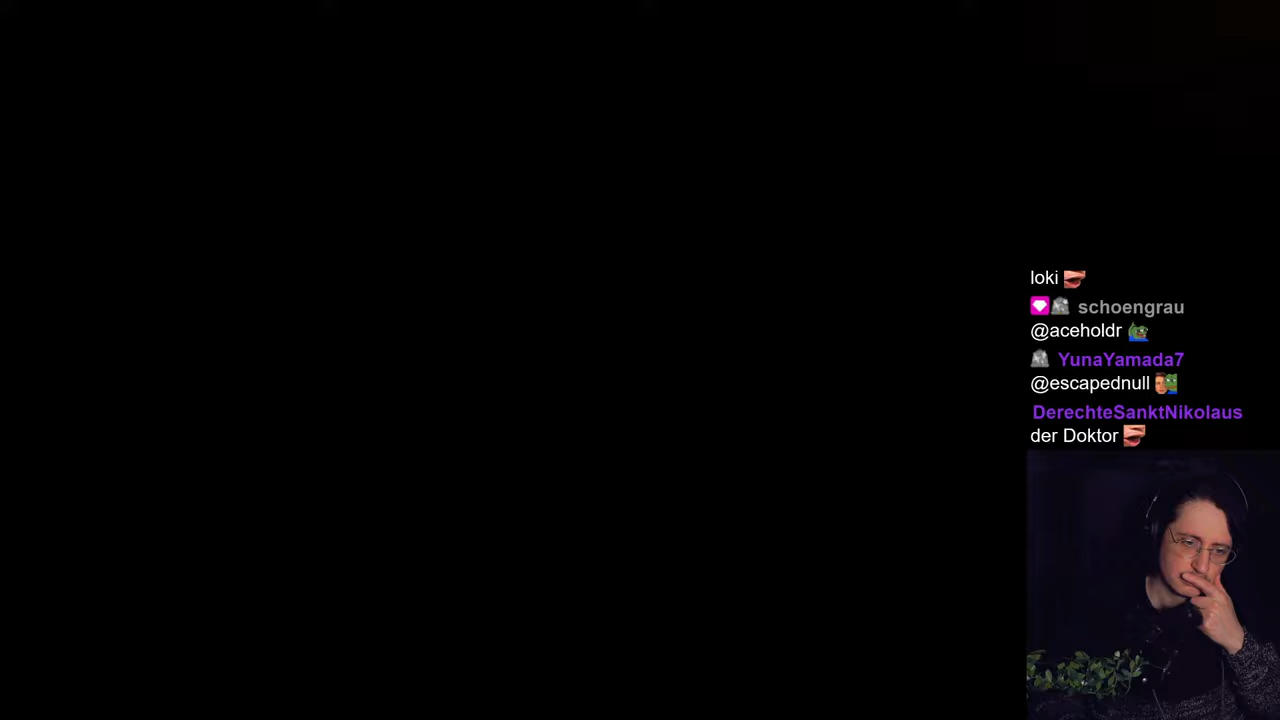 loki
schoengrau
@aceholdr
YunaYamada7
@escapednull
DerechteSanktNikolaus
der Doktor